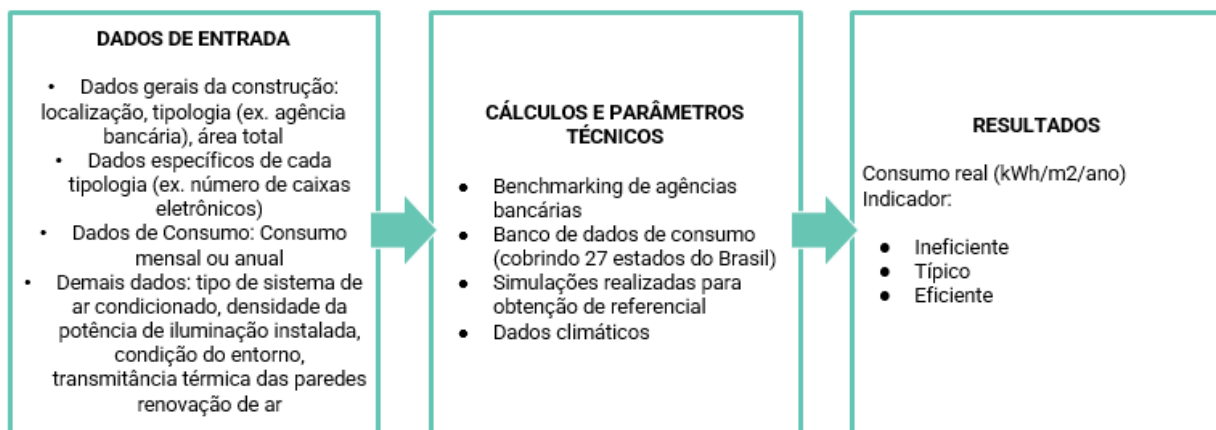 DADOS DE ENTRADA
• Dados gerais da construção:
localização, tipologia (ex. agência
bancária), área total
• Dados específicos de cada
tipologia (ex. número de caixas
eletrônicos)
• Dados de Consumo: Consumo
mensal ou anual
• Demais dados: tipo de sistema de
ar condicionado, densidade da
potência de iluminação instalada,
condição do entorno,
transmitância térmica das paredes
renovação de ar
CÁLCULOS E PARÂMETROS
TÉCNICOS
● Benchmarking de agências
bancárias
● Banco de dados de consumo
(cobrindo 27 estados do Brasil)
● Simulações realizadas para
obtenção de referencial
● Dados climáticos
RESULTADOS
Consumo real (kWh/m2/ano)
Indicador:
● Ineficiente
● Típico
● Eficiente